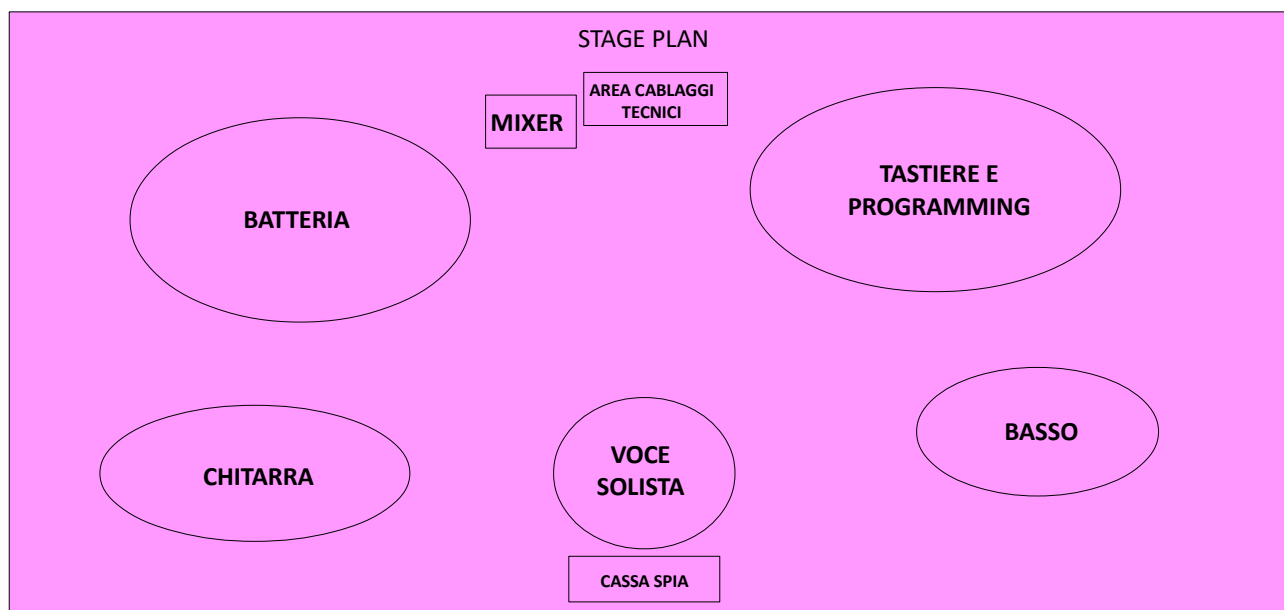 STAGE PLAN
AREA CABLAGGI
TECNICI
MIXER
TASTIERE E
PROGRAMMING
BATTERIA
BASSO
VOCE
SOLISTA
CHITARRA
CASSA SPIA